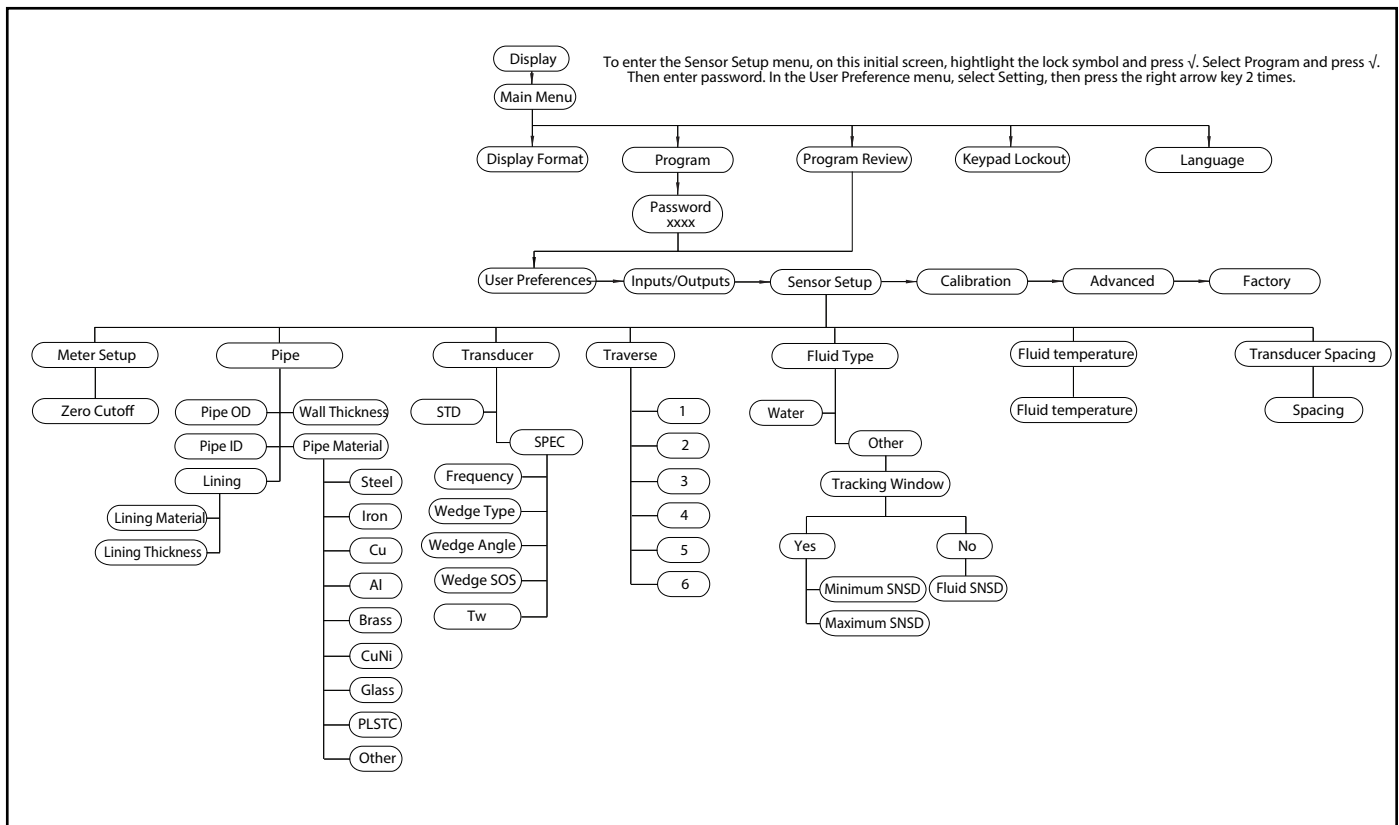 Display
To enter the Sensor Setup menu, on this initial screen, hightlight the lock symbol and press √. Select Program and press √.
Then enter password. In the User Preference menu, select Setting, then press the right arrow key 2 times.
Main Menu
Display Format
Program
Program Review
Keypad Lockout
Language
Password
xxxx
User Preferences
Inputs/Outputs
Sensor Setup
Calibration
Advanced
Factory
Meter Setup
Pipe
Transducer
Traverse
Fluid Type
Fluid temperature
Transducer Spacing
Zero Cutoff
Pipe OD
Wall Thickness
Pipe ID
Pipe Material
Lining
Lining Material
Lining Thickness
Steel
Iron
Cu
Al
Brass
CuNi
Glass
PLSTC
Other
STD
SPEC
Frequency
Wedge Type
Wedge Angle
Wedge SOS
Tw
1
2
3
4
5
6
Water
Other
Tracking Window
Yes
No
Minimum SNSD
Maximum SNSD
Fluid SNSD
Fluid temperature
Spacing